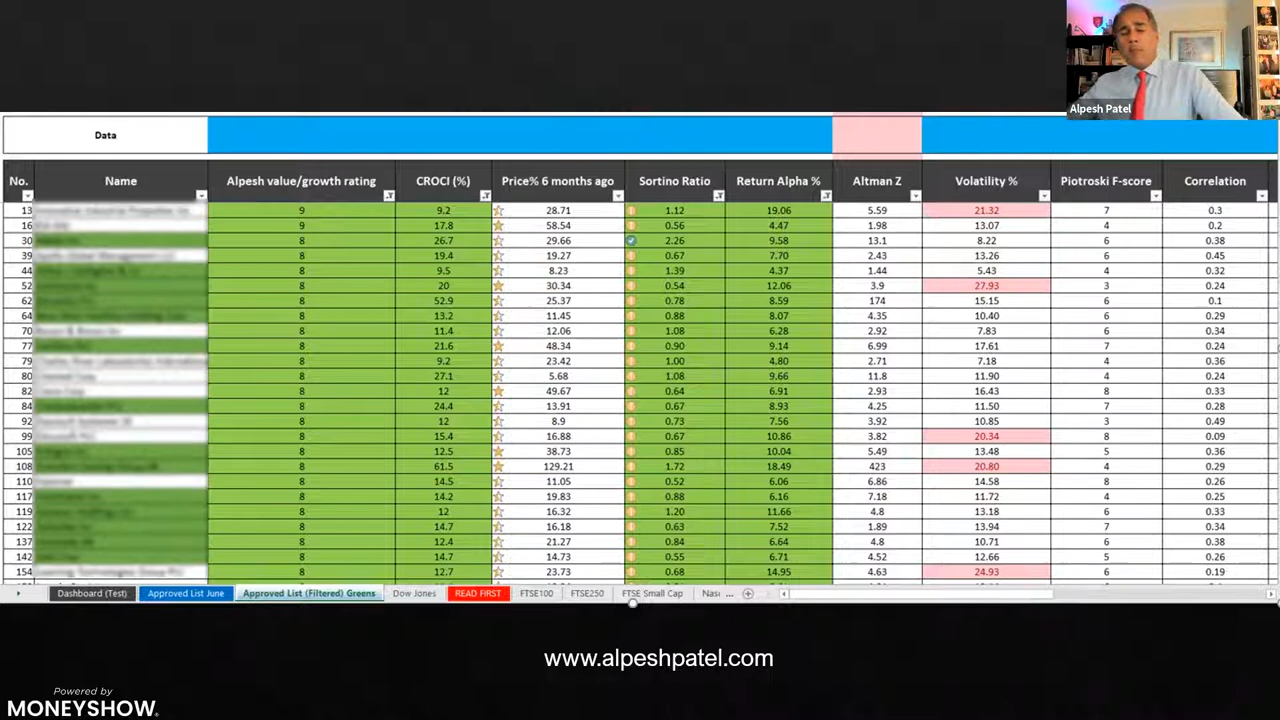 Alpesh Patel
Data
No. Name Alpesh value/growth rating CROCI (%) Price% 6 months ago Sortino Ratio Return Alpha % Altman Z Volatility % Piotroski F-score Correlation
13 9 9.2 28.71 1.12 19.06 5.59 21.32 7 0.3
16 9 17.8 58.54 0.56 4.47 1.98 13.07 4 0.2
30 8 26.7 29.66 2.26 9.58 13.1 8.22 6 0.38
39 8 19.4 19.27 0.67 7.70 2.43 13.26 6 0.45
44 8 9.5 8.23 1.39 4.37 1.44 5.43 4 0.32
52 8 20 30.34 0.54 12.06 3.9 27.93 3 0.24
62 8 52.9 25.37 0.78 8.59 174 15.15 6 0.1
64 8 13.2 11.45 0.88 8.07 4.35 10.40 6 0.29
70 8 11.4 12.06 1.08 6.28 2.92 7.83 6 0.34
77 8 21.6 48.34 0.90 9.14 6.99 17.61 7 0.24
79 8 9.2 23.42 1.00 4.80 2.71 7.18 4 0.36
80 8 27.1 5.68 1.08 9.66 11.8 11.90 4 0.24
82 8 12 49.67 0.64 6.91 2.93 16.43 8 0.33
84 8 24.4 13.91 0.67 8.93 4.25 11.50 7 0.28
92 8 12 8.9 0.73 7.56 3.92 10.85 3 0.49
99 8 15.4 16.88 0.67 10.86 3.82 20.34 8 0.09
105 8 12.5 38.73 0.85 10.04 5.49 13.48 5 0.36
108 8 61.5 129.21 1.72 18.49 423 20.80 4 0.29
110 8 14.5 11.05 0.52 6.06 6.86 14.58 8 0.26
117 8 14.2 19.83 0.88 6.16 7.18 11.72 4 0.25
119 8 12 16.32 1.20 11.66 4.8 13.18 6 0.33
122 8 14.7 16.18 0.63 7.52 1.89 13.94 7 0.34
137 8 12.4 21.27 0.84 6.64 4.8 10.71 6 0.38
142 8 14.7 14.73 0.55 6.71 4.52 12.66 5 0.26
154 8 12.7 23.73 0.68 14.95 4.63 24.93 6 0.19
Dashboard (Test) Approved List June Approved List (Filtered) Greens Dow Jones READ FIRST FTSE100 FTSE250 FTSE Small Cap Nas ...
www.alpeshpatel.com
Powered by
MONEYSHOW.